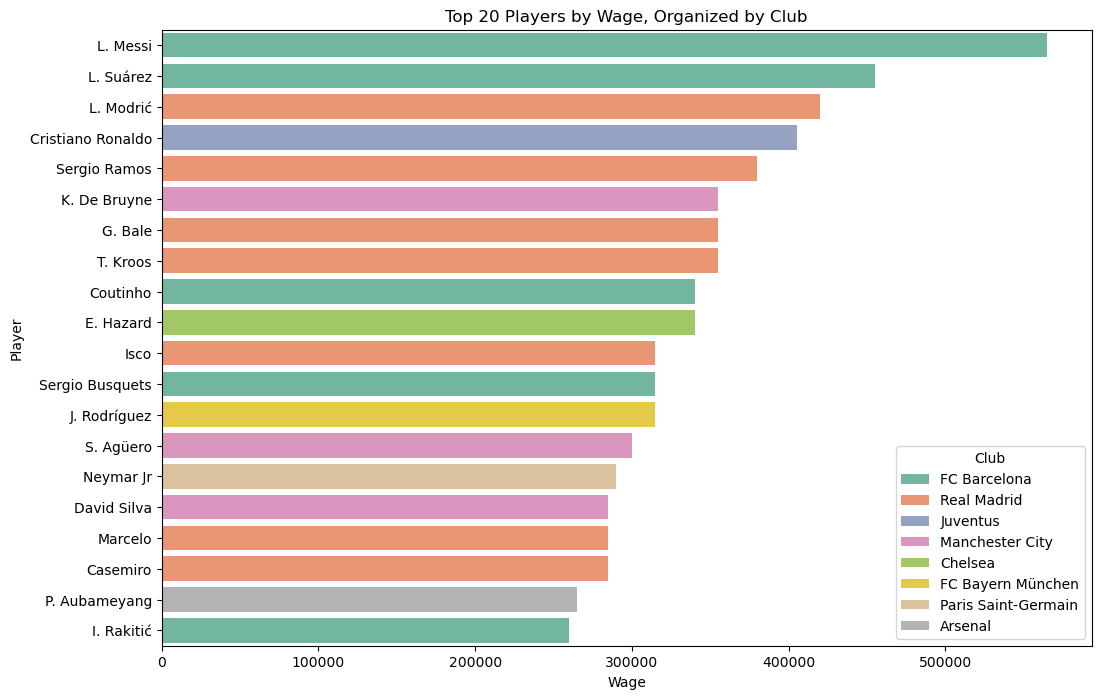 Top 20 Players by Wage, Organized by Club
Player
L. Messi
L. Suárez
L. Modrić
Cristiano Ronaldo
Sergio Ramos
K. De Bruyne
G. Bale
T. Kroos
Coutinho
E. Hazard
Isco
Sergio Busquets
J. Rodríguez
S. Agüero
Neymar Jr
David Silva
Marcelo
Casemiro
P. Aubameyang
I. Rakitić
Club
FC Barcelona
Real Madrid
Juventus
Manchester City
Chelsea
FC Bayern München
Paris Saint-Germain
Arsenal
0 100000 200000 300000 400000 500000
Wage